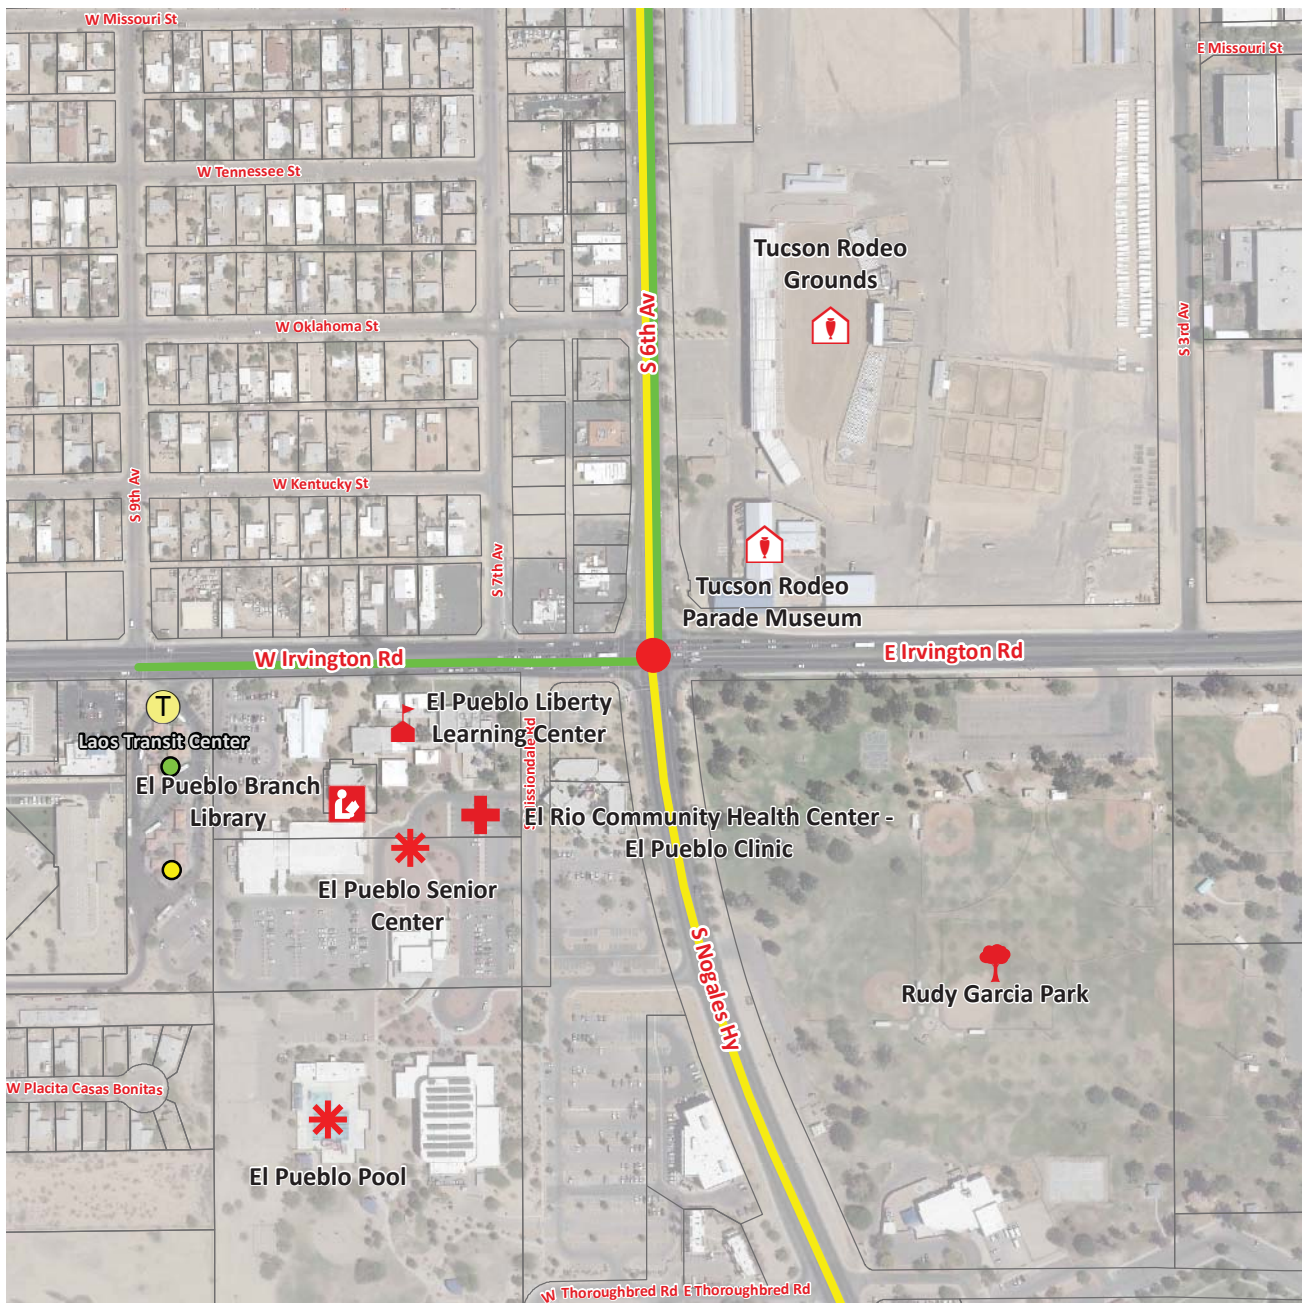 W Missouri St
E Missouri St
W Tennessee St
Tucson Rodeo
Grounds
S 6th Av
W Oklahoma St
S 3rd Av
W Kentucky St
S 9th Av
S 7th Av
Tucson Rodeo
Parade Museum
W Irvington Rd
E Irvington Rd
T
Laos Transit Center
El Pueblo Liberty
Learning Center
El Pueblo Branch
Library
El Rio Community Health Center -
El Pueblo Clinic
El Pueblo Senior
Center
S Nogales Hy
Rudy Garcia Park
W Placita Casas Bonitas
El Pueblo Pool
W Thoroughbred Rd
E Thoroughbred Rd